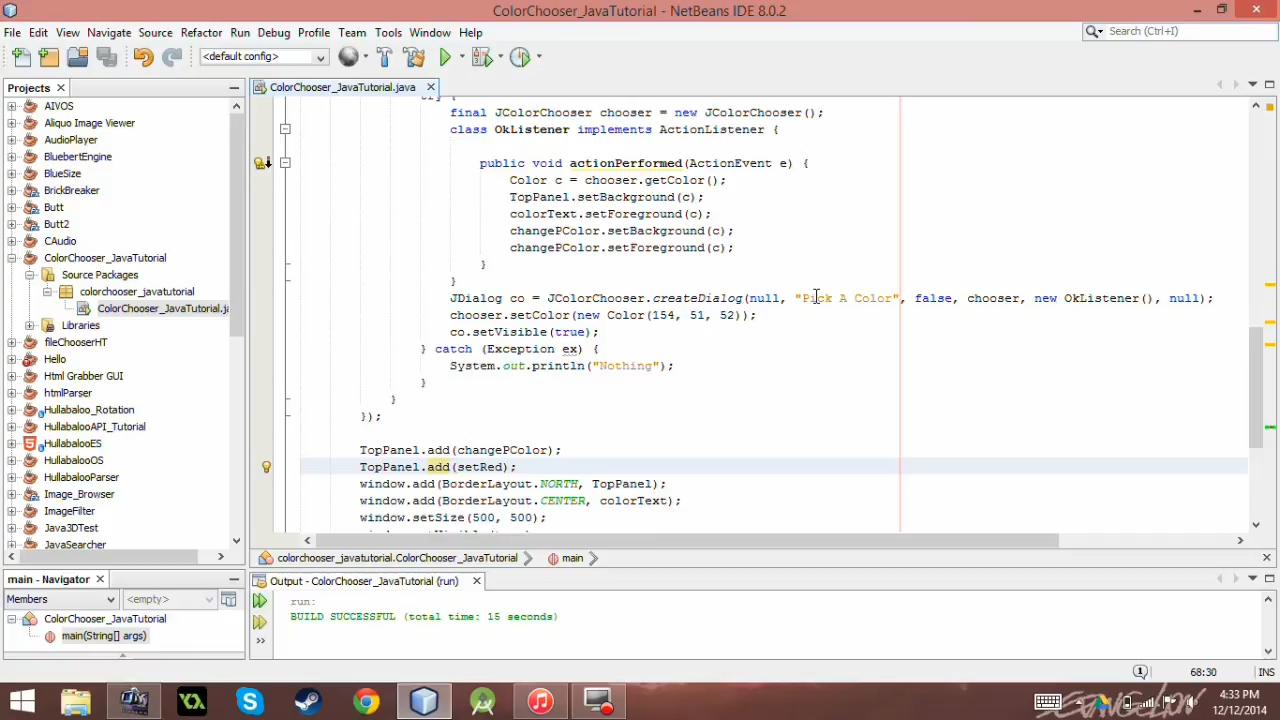 ColorChooser_JavaTutorial - NetBeans IDE 8.0.2
File Edit View Navigate Source Refactor Run Debug Profile Team Tools Window Help
Search (Ctrl+I)
<default config>
Projects
ColorChooser_JavaTutorial.java
AIVOS
Aliquo Image Viewer
AudioPlayer
BluebertEngine
BlueSize
BrickBreaker
Butt
Butt2
CAudio
ColorChooser_JavaTutorial
Source Packages
colorchooser_javatutorial
ColorChooser_JavaTutorial.ja
Libraries
fileChooserHT
Hello
Html Grabber GUI
htmlParser
Hullabaloo_Rotation
HullabalooAPI_Tutorial
HullabalooES
HullabalooOS
HullabalooParser
Image_Browser
ImageFilter
Java3DTest
JavaSearcher
try {
final JColorChooser chooser = new JColorChooser();
class OkListener implements ActionListener {
public void actionPerformed(ActionEvent e) {
Color c = chooser.getColor();
TopPanel.setBackground(c);
colorText.setForeground(c);
changePColor.setBackground(c);
changePColor.setForeground(c);
}
}
JDialog co = JColorChooser.createDialog(null, "Pick A Color", false, chooser, new OkListener(), null);
chooser.setColor(new Color(154, 51, 52));
co.setVisible(true);
} catch (Exception ex) {
System.out.println("Nothing");
}
}
});
TopPanel.add(changePColor);
TopPanel.add(setRed);
window.add(BorderLayout.NORTH, TopPanel);
window.add(BorderLayout.CENTER, colorText);
window.setSize(500, 500);
colorchooser_javatutorial.ColorChooser_JavaTutorial
main
main - Navigator
Members
<empty>
ColorChooser_JavaTutorial
main(String[] args)
Output - ColorChooser_JavaTutorial (run)
run:
BUILD SUCCESSFUL (total time: 15 seconds)
68:30
INS
4:33 PM
12/12/2014